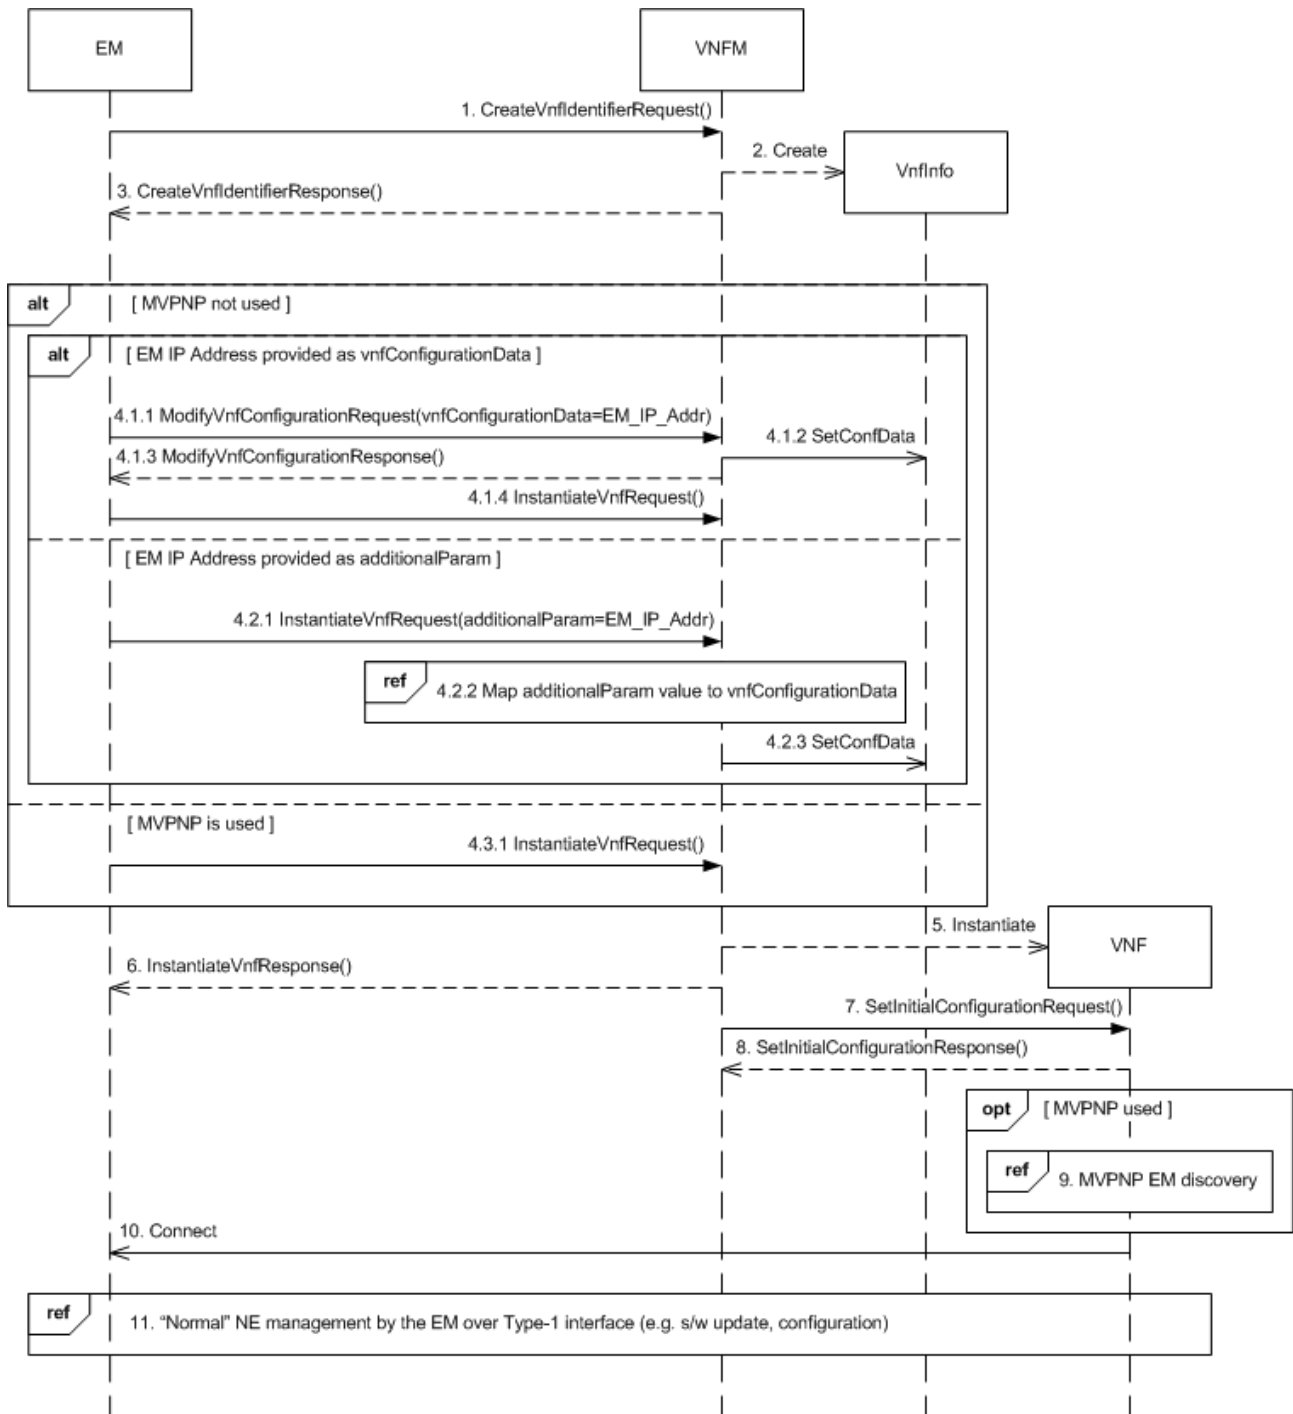 EM
VNFM
1. CreateVnfIdentifierRequest()
2. Create
VnfInfo
3. CreateVnfIdentifierResponse()
alt
[ MVPNP not used ]
alt
[ EM IP Address provided as vnfConfigurationData ]
4.1.1 ModifyVnfConfigurationRequest(vnfConfigurationData=EM_IP_Addr)
4.1.2 SetConfData
4.1.3 ModifyVnfConfigurationResponse()
4.1.4 InstantiateVnfRequest()
[ EM IP Address provided as additionalParam ]
4.2.1 InstantiateVnfRequest(additionalParam=EM_IP_Addr)
ref
4.2.2 Map additionalParam value to vnfConfigurationData
4.2.3 SetConfData
[ MVPNP is used ]
4.3.1 InstantiateVnfRequest()
5. Instantiate
VNF
6. InstantiateVnfResponse()
7. SetInitialConfigurationRequest()
8. SetInitialConfigurationResponse()
opt
[ MVPNP used ]
ref
9. MVPNP EM discovery
10. Connect
ref
11. “Normal” NE management by the EM over Type-1 interface (e.g. s/w update, configuration)